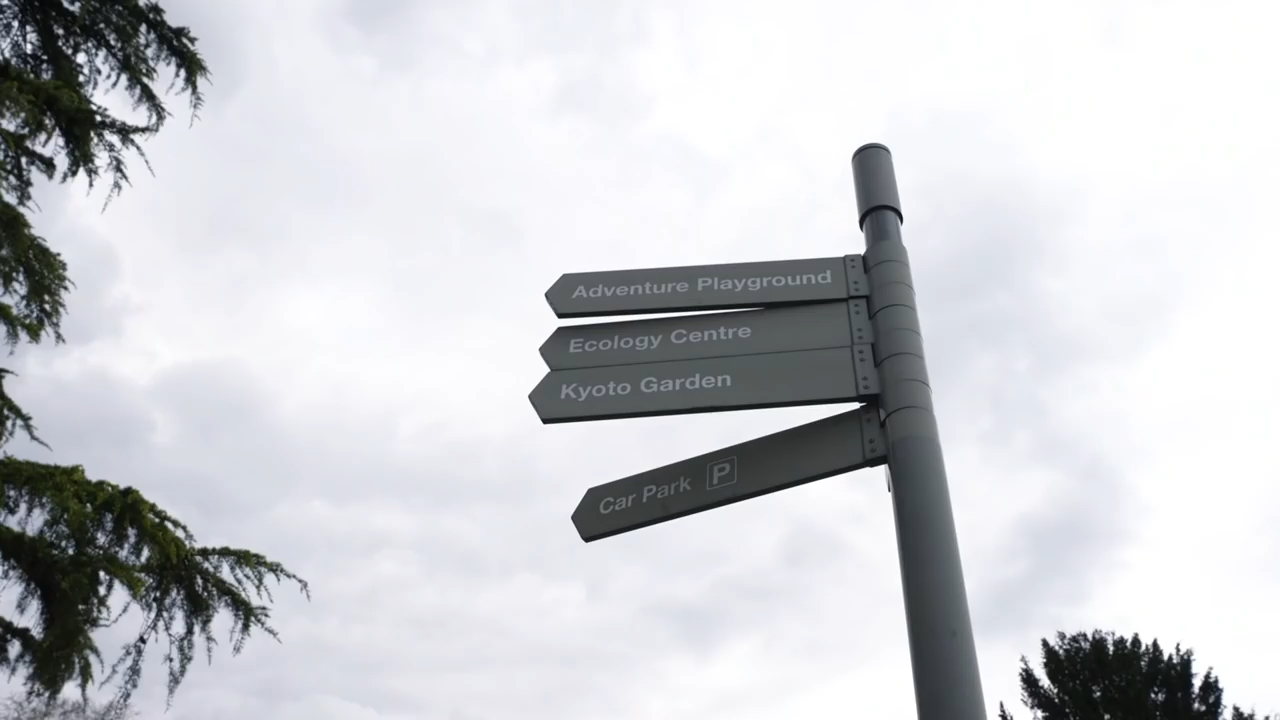 Adventure Playground
Ecology Centre
Kyoto Garden
Car Park P